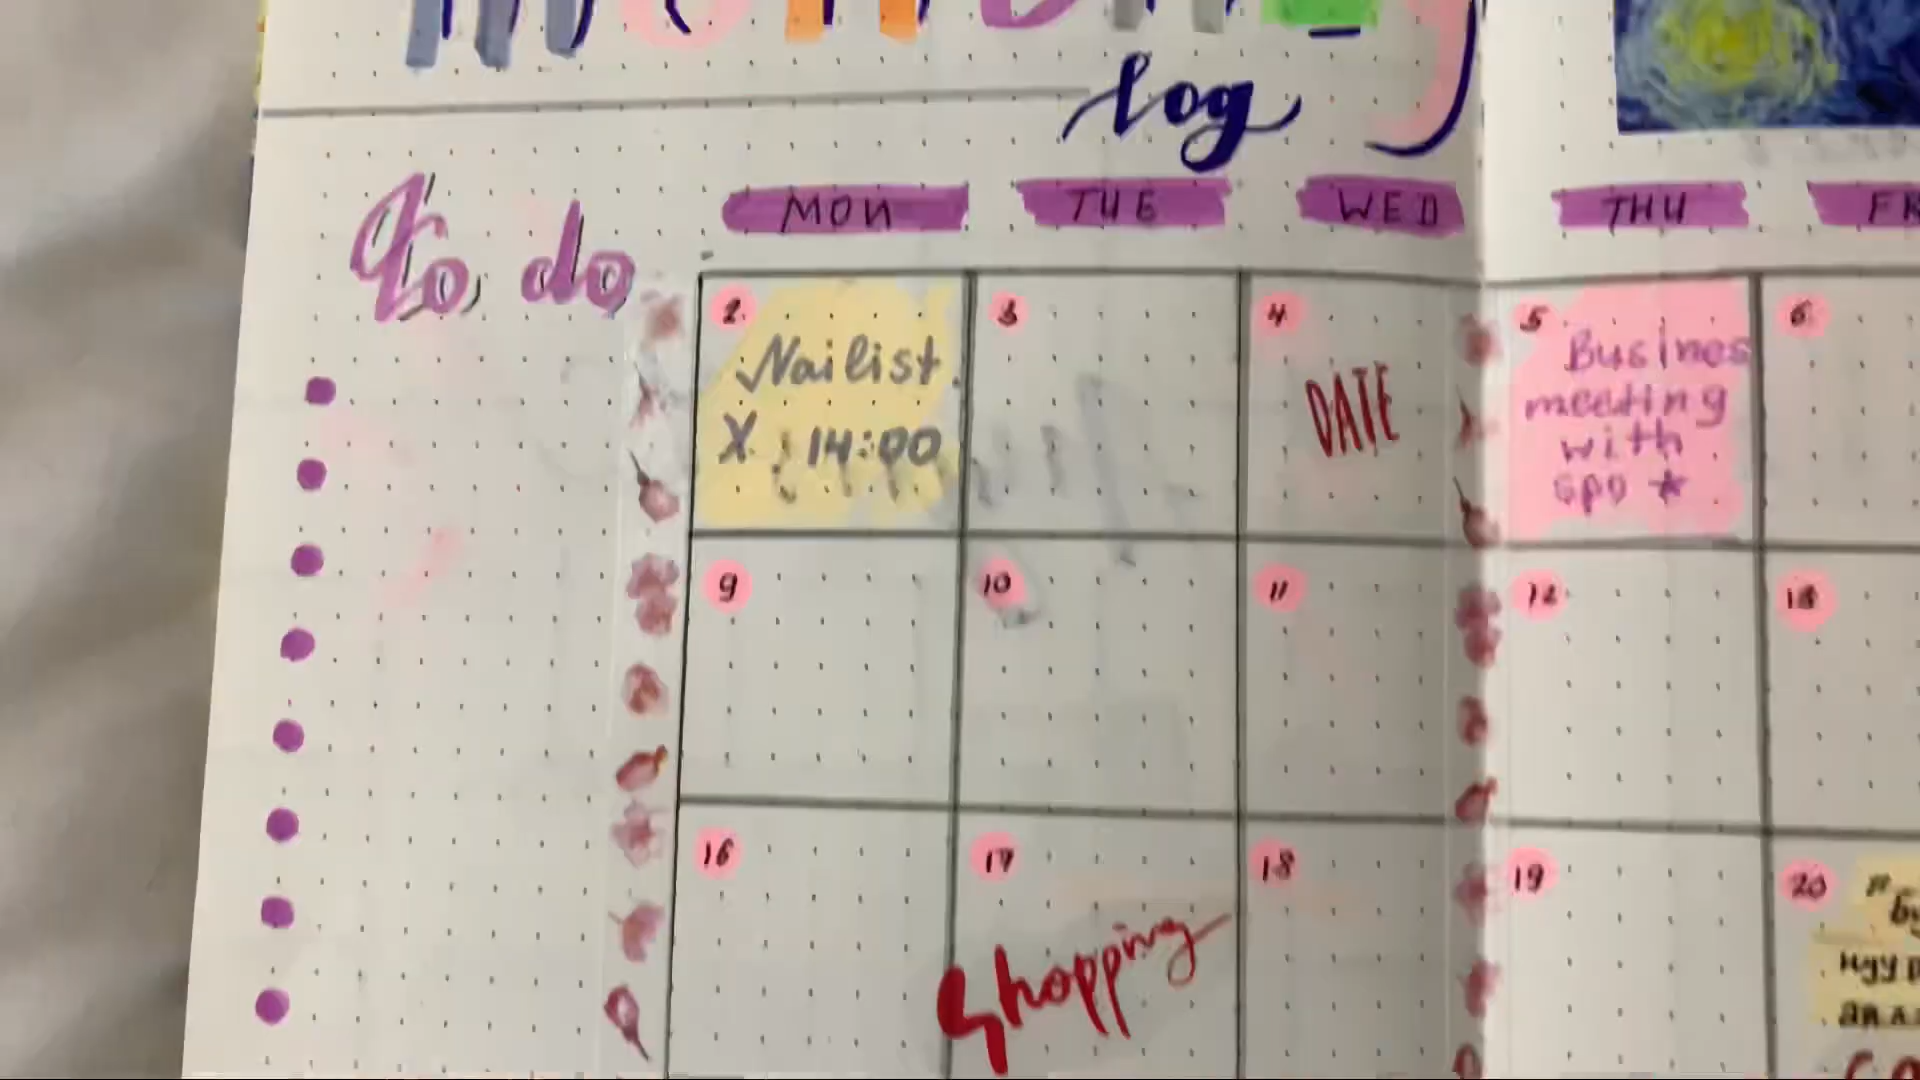 log
To do
MON TUE WED THU
2 3 4 5 6
Nailist
X : 14:00
DATE
Busines
meeting
with
9 10 11 12 13
16 17 18 19 20
Shopping